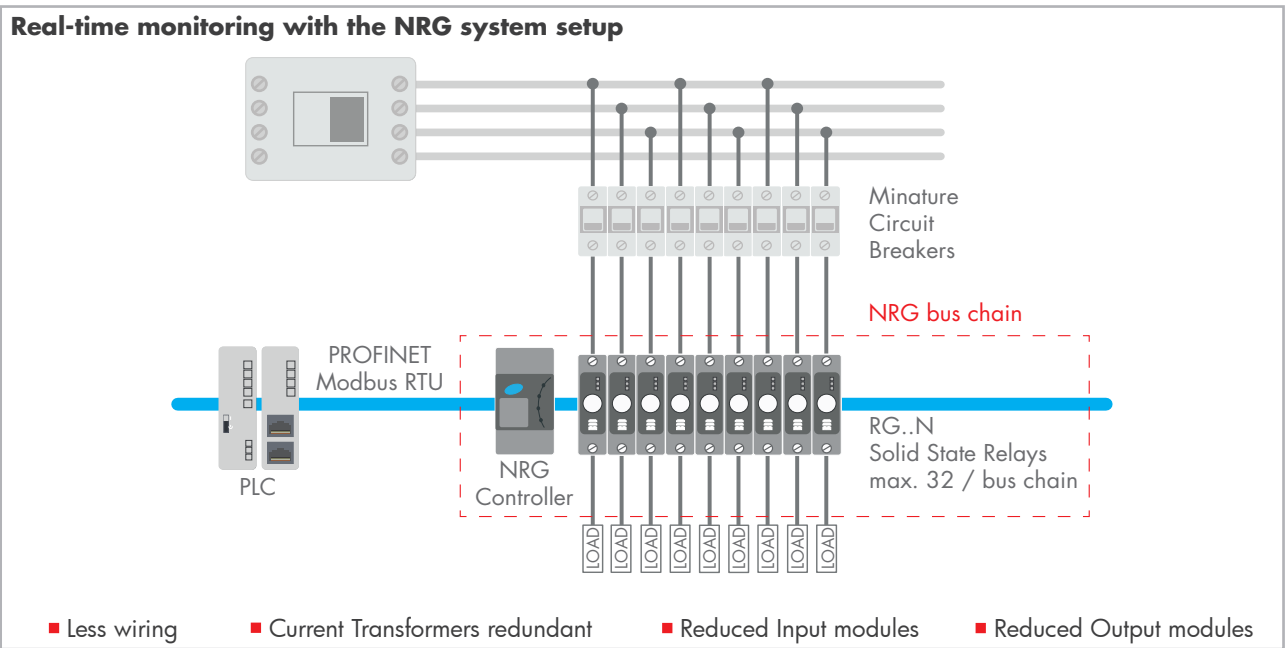 Real-time monitoring with the NRG system setup
Minature
Circuit
Breakers
NRG bus chain
PROFINET
Modbus RTU
RG..N
Solid State Relays
max. 32 / bus chain
NRG
Controller
PLC
LOAD
LOAD
LOAD
LOAD
LOAD
LOAD
LOAD
LOAD
LOAD
Less wiring
Current Transformers redundant
Reduced Input modules
Reduced Output modules